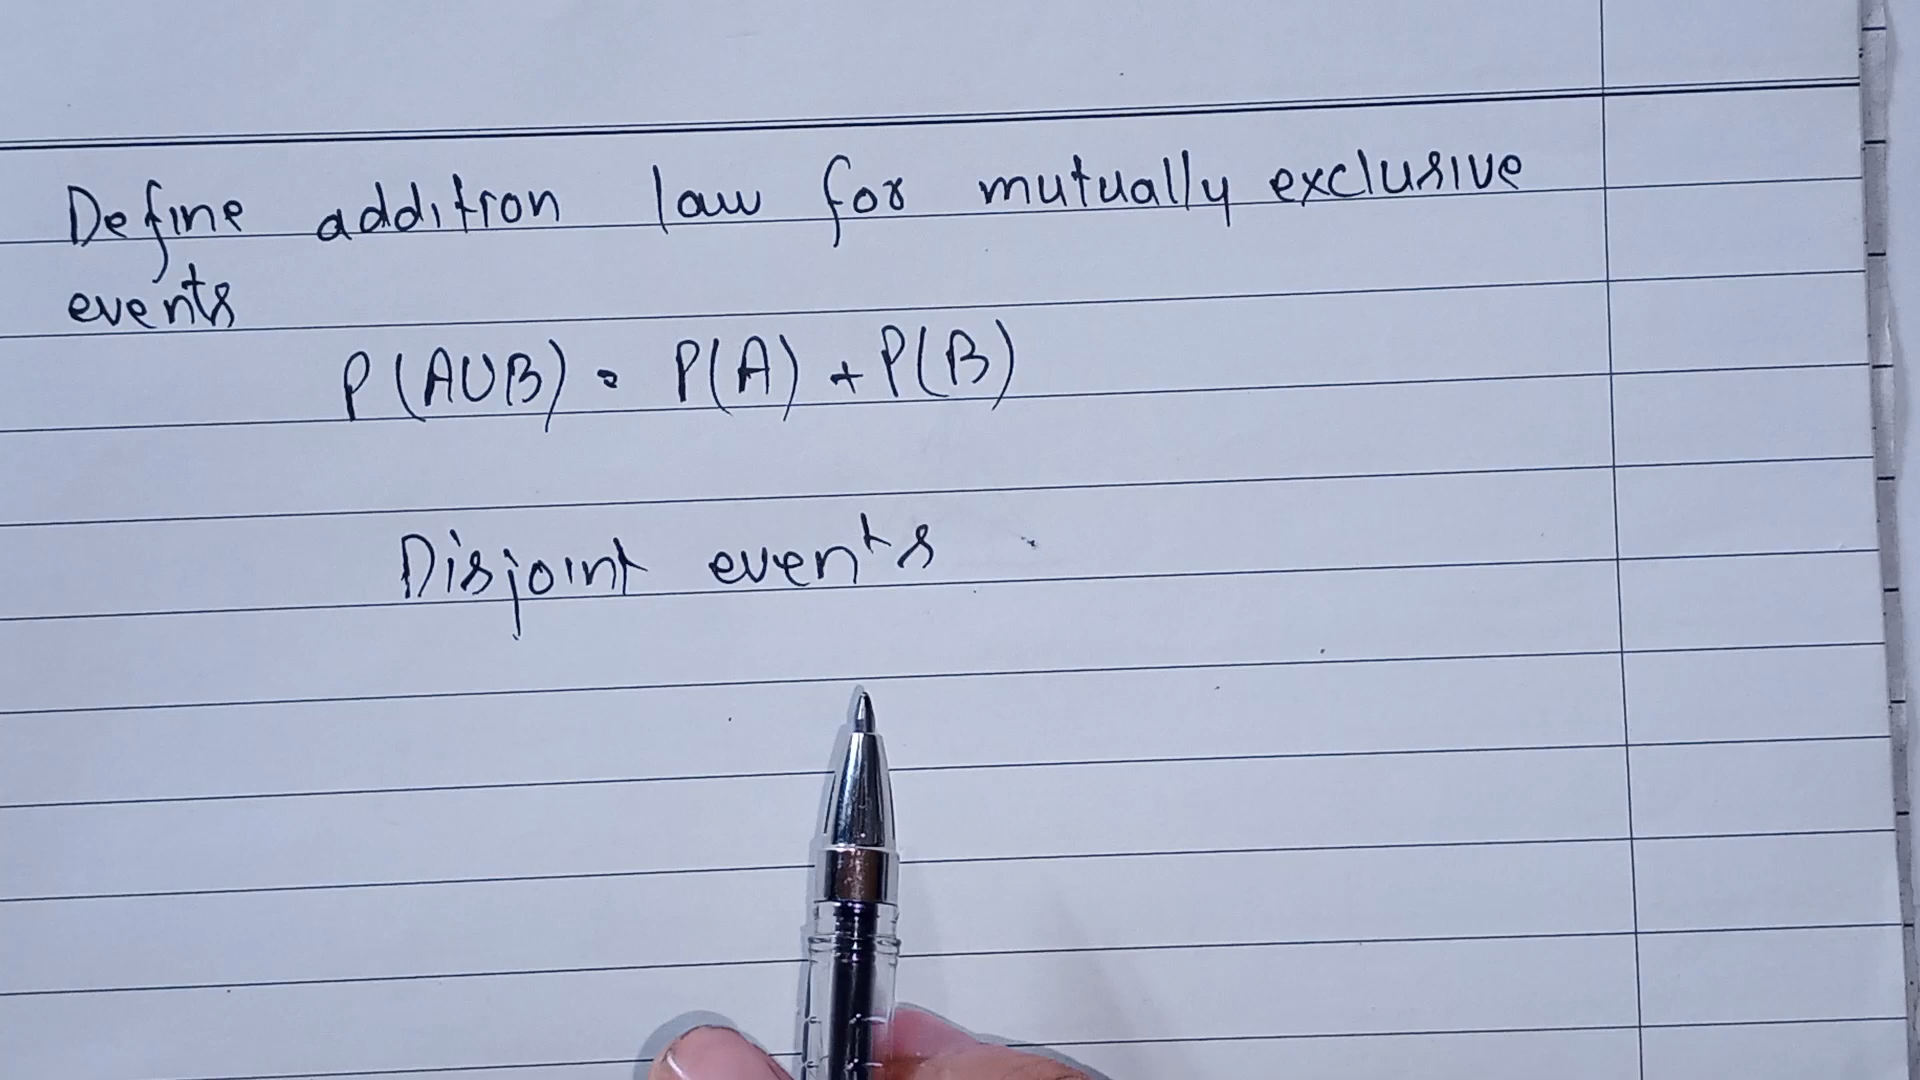 Define addition law for mutually exclusive
events
P(AUB) = P(A) + P(B)
Disjoint events